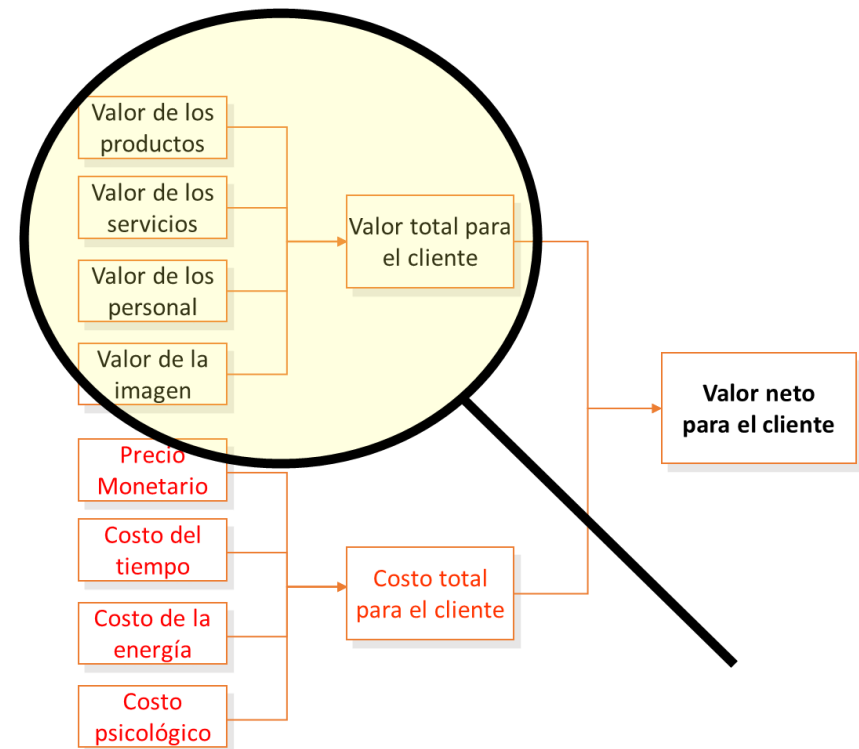 Valor de los
productos
Valor de los
servicios
Valor de los
personal
Valor de la
imagen
Valor total para
el cliente
Precio
Monetario
Costo del
tiempo
Costo de la
energía
Costo
psicológico
Costo total
para el cliente
Valor neto
para el cliente